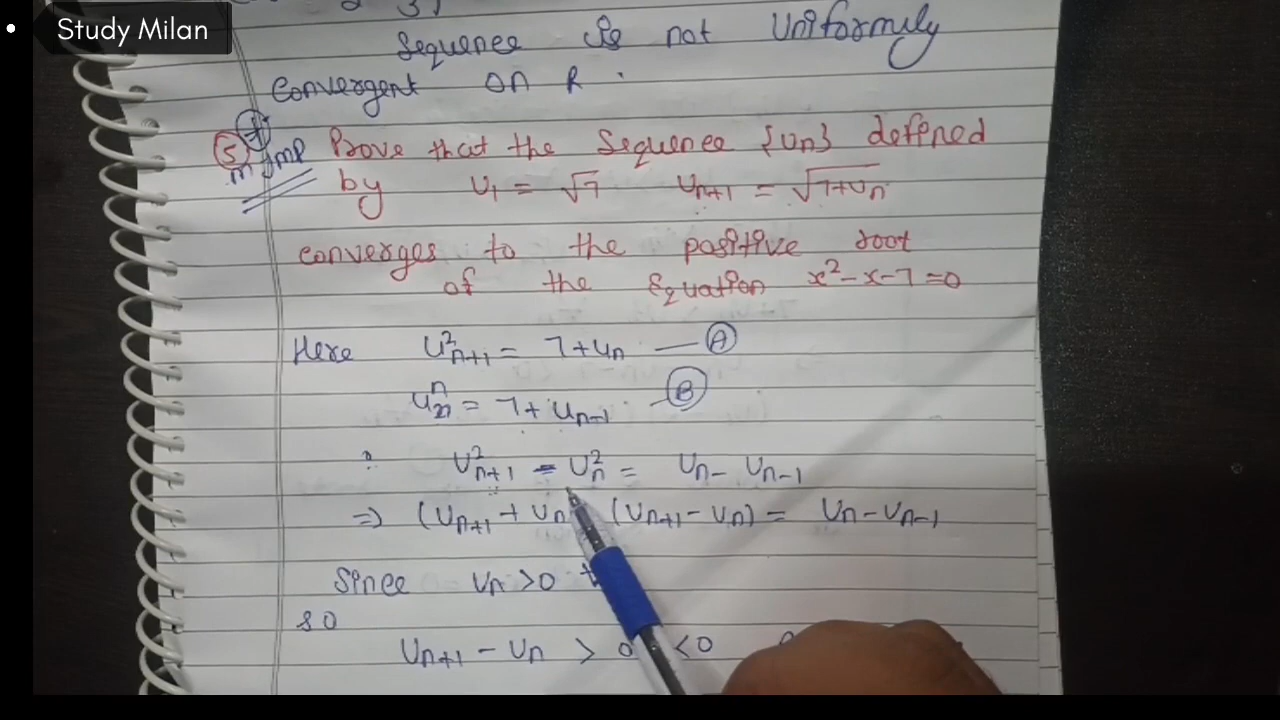 Study Milan
Sequence is not Uniformly
Convergent on R.
(5) Imp Prove that the Sequence {Un} defined
by U₁ = √7 Uₙ₊₁ = √7+Uₙ
converges to the positive root
of the Equation x²-x-7=0
Here U²ₙ₊₁ = 7+Uₙ — (A)
= 7+Uₙ₋₁ — (B)
∴ U²ₙ₊₁ - U²ₙ = Uₙ - Uₙ₋₁
⇒ (Uₙ₊₁ + Uₙ (Uₙ₊₁ - Uₙ) = Uₙ - Uₙ₋₁
Since Uₙ >0
so
Uₙ₊₁ - Uₙ > 0 <0